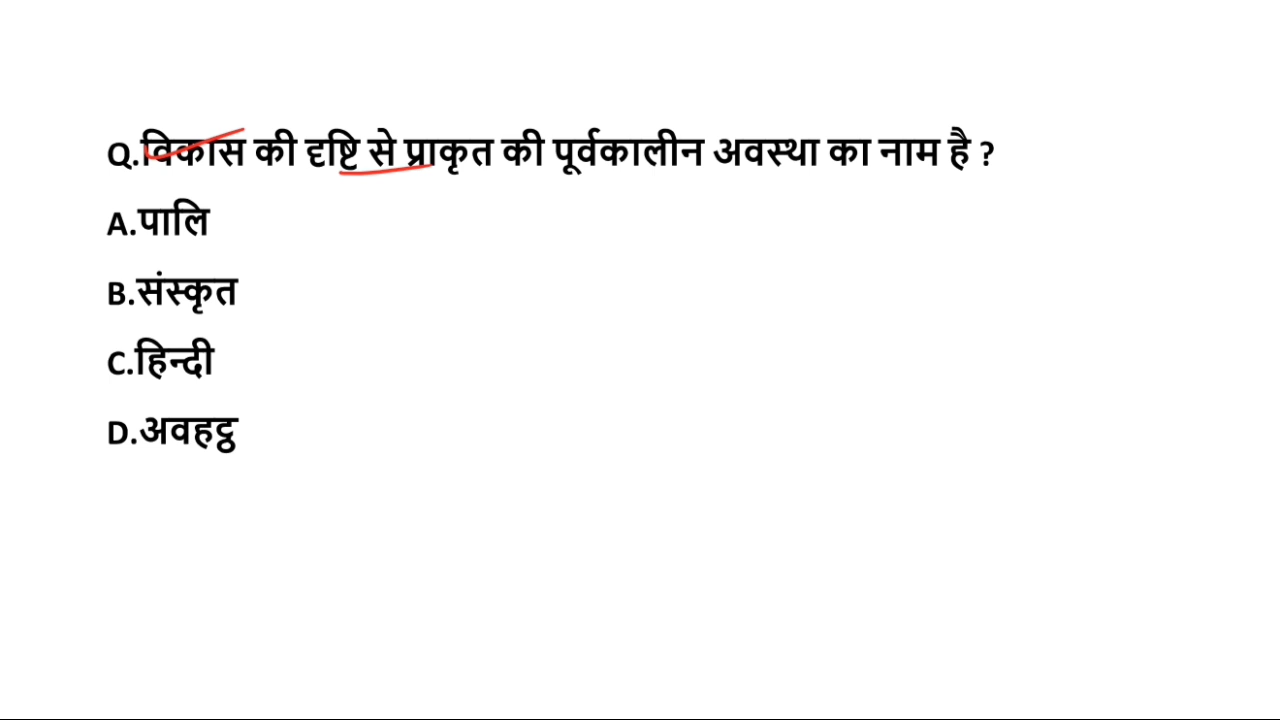 Q.विकास की दृष्टि से प्राकृत की पूर्वकालीन अवस्था का नाम है ?
A.पालि
B.संस्कृत
C.हिन्दी
D.अवहट्ठ